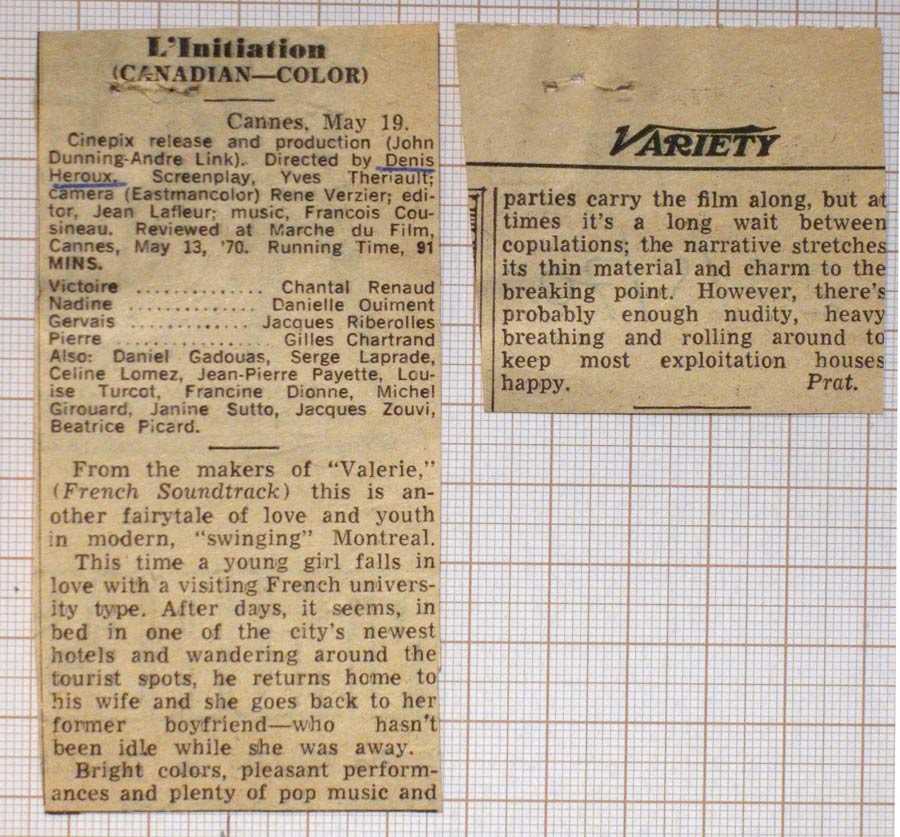 L'Initiation
(CANADIAN—COLOR)
Cannes, May 19.
Cinepix release and production (John
Dunning-Andre Link). Directed by Denis
Heroux, Screenplay, Yves Theriault;
camera (Eastmancolor) Rene Verzier; edi-
tor, Jean Lafleur; music, Francois Cou-
sineau. Reviewed at Marche du Film,
Cannes, May 13, '70. Running Time, 91
MINS.
Victoire .............. Chantal Renaud
Nadine .............. Danielle Ouiment
Gervais ............. Jacques Riberolles
Pierre ................. Gilles Chartrand
Also: Daniel Gadouas, Serge Laprade,
Celine Lomez, Jean-Pierre Payette, Lou-
ise Turcot, Francine Dionne, Michel
Girouard, Janine Sutto, Jacques Zouvi,
Beatrice Picard.
From the makers of "Valerie,"
(French Soundtrack) this is an-
other fairytale of love and youth
in modern, "swinging" Montreal.
This time a young girl falls in
love with a visiting French univers-
ity type. After days, it seems, in
bed in one of the city's newest
hotels and wandering around the
tourist spots, he returns home to
his wife and she goes back to her
former boyfriend—who hasn't
been idle while she was away.
Bright colors, pleasant perform-
ances and plenty of pop music and
VARIETY
parties carry the film along, but at
times it's a long wait between
copulations; the narrative stretches
its thin material and charm to the
breaking point. However, there's
probably enough nudity, heavy
breathing and rolling around to
keep most exploitation houses
happy. Prat.